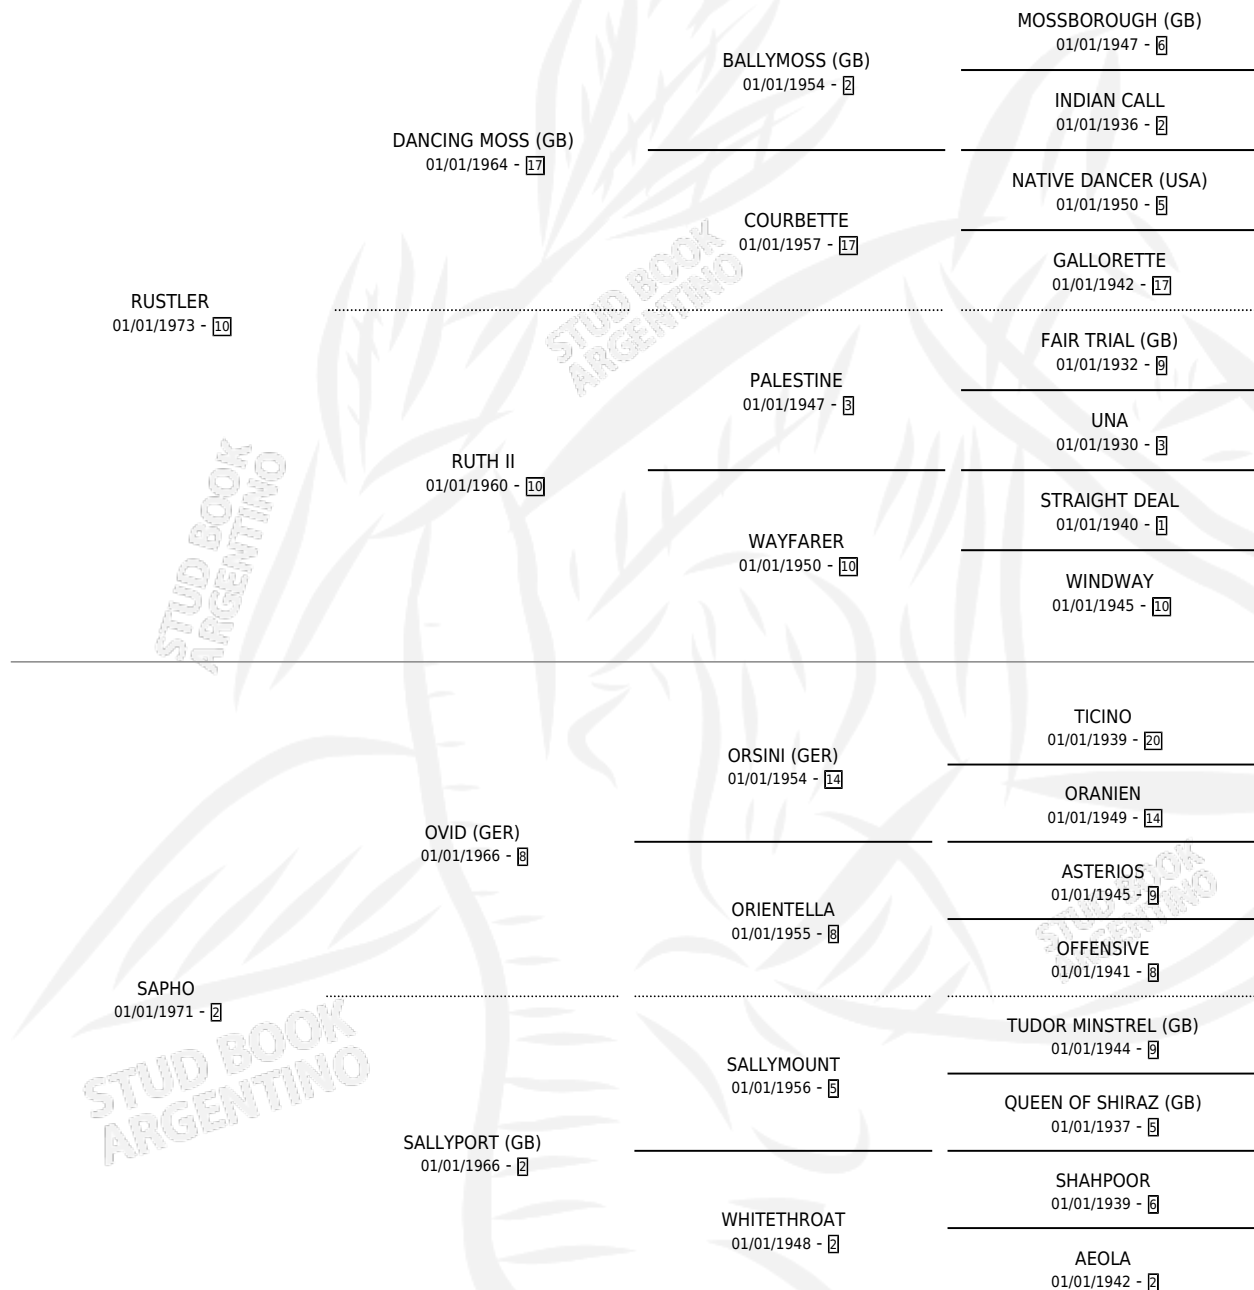 MOSSBOROUGH (GB)
01/01/1947 - 6
BALLYMOSS (GB)
01/01/1954 - 2
INDIAN CALL
01/01/1936 - 2
DANCING MOSS (GB)
01/01/1964 - 17
NATIVE DANCER (USA)
01/01/1950 - 5
COURBETTE
01/01/1957 - 17
GALLORETTE
01/01/1942 - 17
RUSTLER
01/01/1973 - 10
FAIR TRIAL (GB)
01/01/1932 - 9
PALESTINE
01/01/1947 - 3
UNA
01/01/1930 - 3
RUTH II
01/01/1960 - 10
STRAIGHT DEAL
01/01/1940 - 1
WAYFARER
01/01/1950 - 10
WINDWAY
01/01/1945 - 10
TICINO
01/01/1939 - 20
ORSINI (GER)
01/01/1954 - 14
ORANIEN
01/01/1949 - 14
OVID (GER)
01/01/1966 - 8
ASTERIOS
01/01/1945 - 9
ORIENTELLA
01/01/1955 - 8
OFFENSIVE
01/01/1941 - 8
SAPHO
01/01/1971 - 2
TUDOR MINSTREL (GB)
01/01/1944 - 9
SALLYMOUNT
01/01/1956 - 5
QUEEN OF SHIRAZ (GB)
01/01/1937 - 5
SALLYPORT (GB)
01/01/1966 - 2
SHAHPOOR
01/01/1939 - 6
WHITETHROAT
01/01/1948 - 2
AEOLA
01/01/1942 - 2
STUD BOOK
ARGENTINO
STUD BOOK
ARGENTINO
STUD BOOK
ARGENTINO
STUD BOOK
ARGENTINO